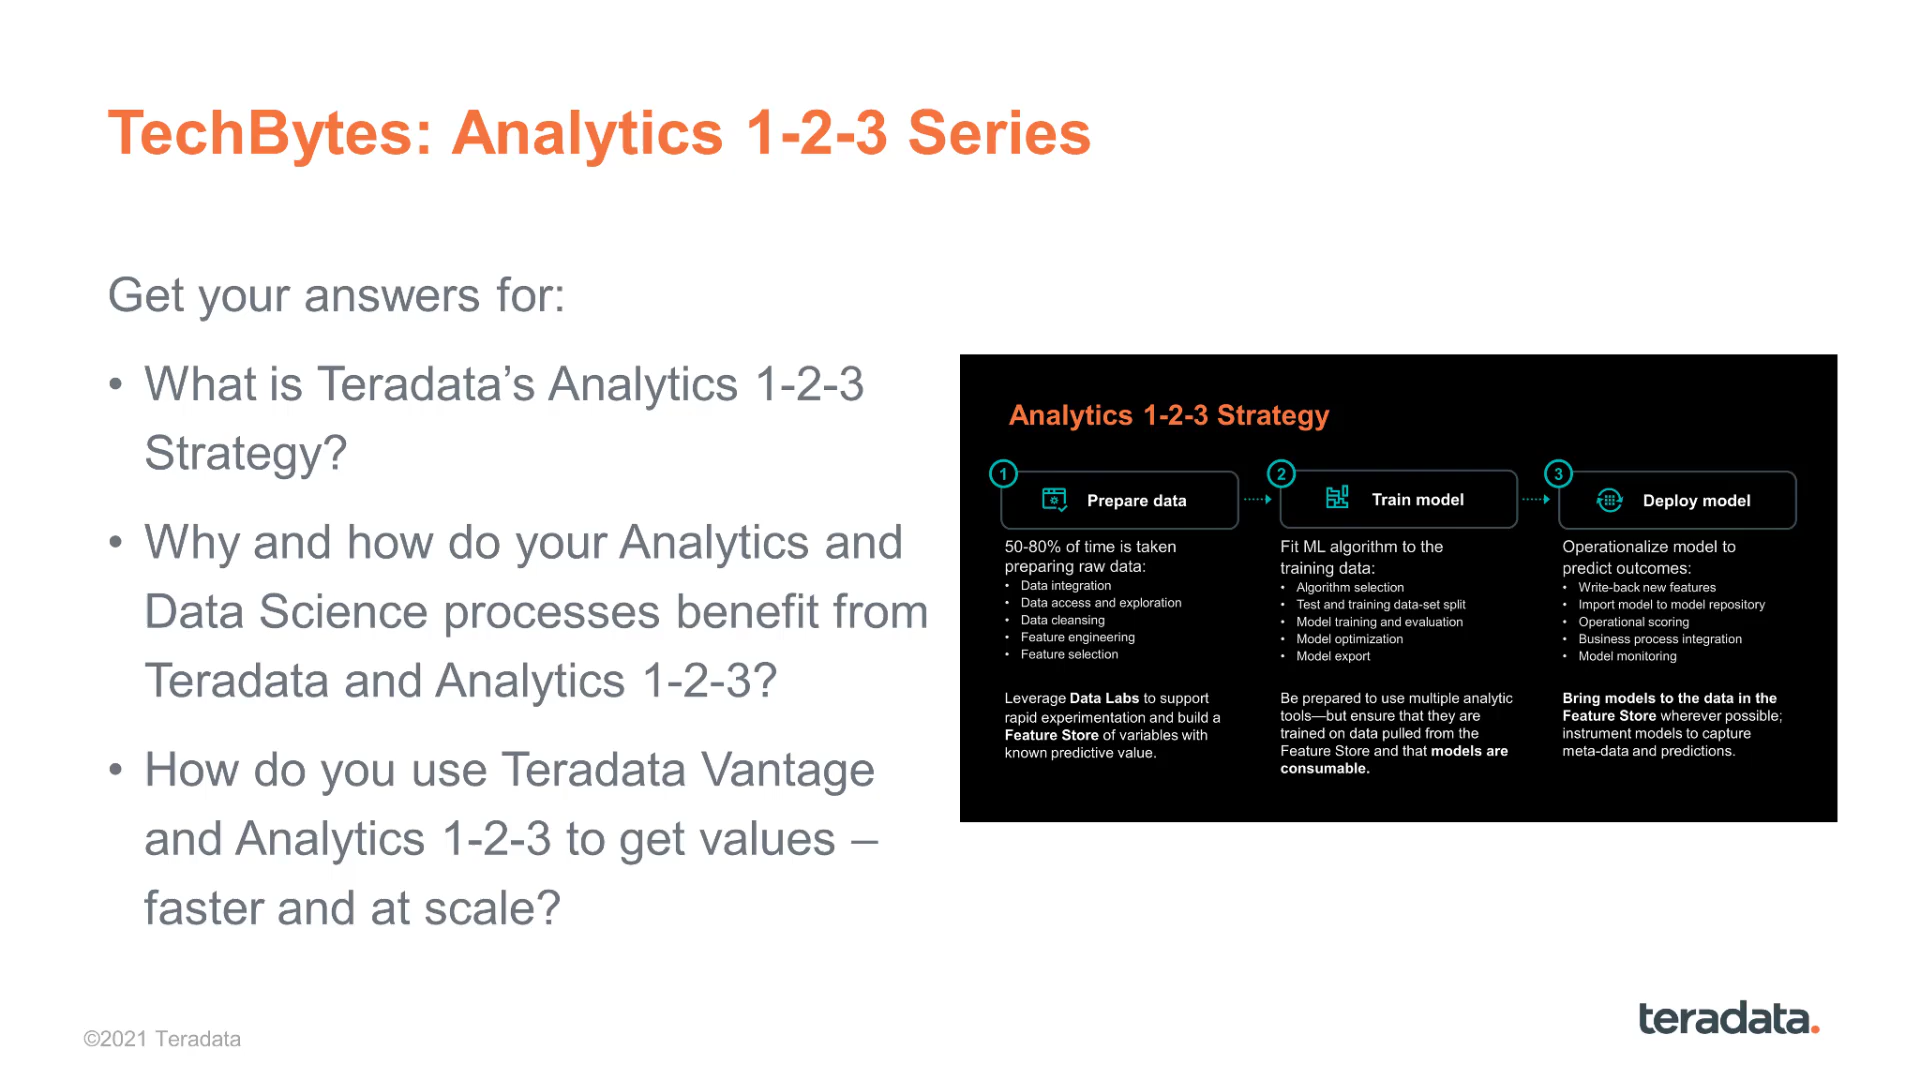 TechBytes: Analytics 1-2-3 Series
Get your answers for:
• What is Teradata’s Analytics 1-2-3
Strategy?
• Why and how do your Analytics and
Data Science processes benefit from
Teradata and Analytics 1-2-3?
• How do you use Teradata Vantage
and Analytics 1-2-3 to get values –
faster and at scale?
Analytics 1-2-3 Strategy
1
Prepare data
50-80% of time is taken
preparing raw data:
• Data integration
• Data access and exploration
• Data cleansing
• Feature engineering
• Feature selection
Leverage Data Labs to support
rapid experimentation and build a
Feature Store of variables with
known predictive value.
2
Train model
Fit ML algorithm to the
training data:
• Algorithm selection
• Test and training data-set split
• Model training and evaluation
• Model optimization
• Model export
Be prepared to use multiple analytic
tools—but ensure that they are
trained on data pulled from the
Feature Store and that models are
consumable.
3
Deploy model
Operationalize model to
predict outcomes:
• Write-back new features
• Import model to model repository
• Operational scoring
• Business process integration
• Model monitoring
Bring models to the data in the
Feature Store wherever possible;
instrument models to capture
meta-data and predictions.
©2021 Teradata
teradata.